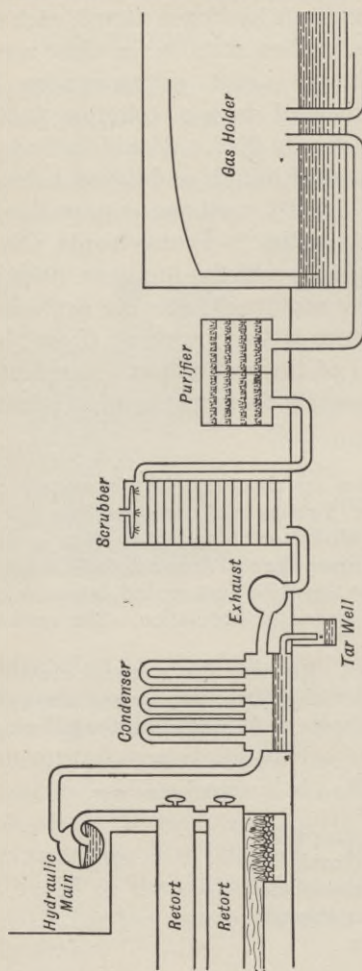 Hydraulic
Main
Retort
Retort
Condenser
Tar Well
Exhaust
Scrubber
Purifier
Gas Holder